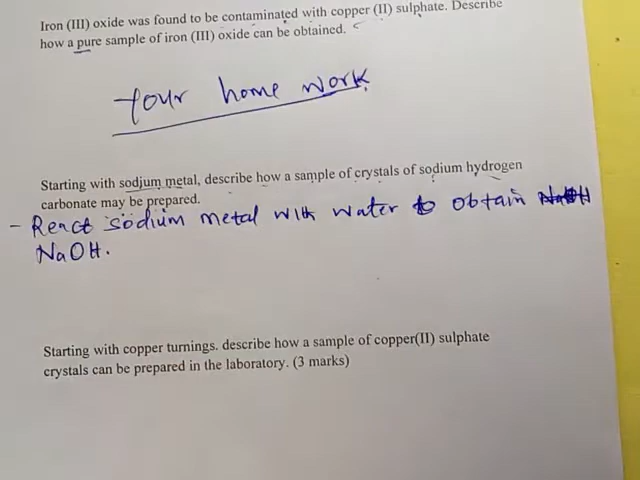 Iron (III) oxide was found to be contaminated with copper (II) sulphate. Describe
how a pure sample of iron (III) oxide can be obtained.
Your home work
Starting with sodium metal, describe how a sample of crystals of sodium hydrogen
carbonate may be prepared.
- React sodium metal with water to obtain NaOH
NaOH.
Starting with copper turnings. describe how a sample of copper(II) sulphate
crystals can be prepared in the laboratory. (3 marks)